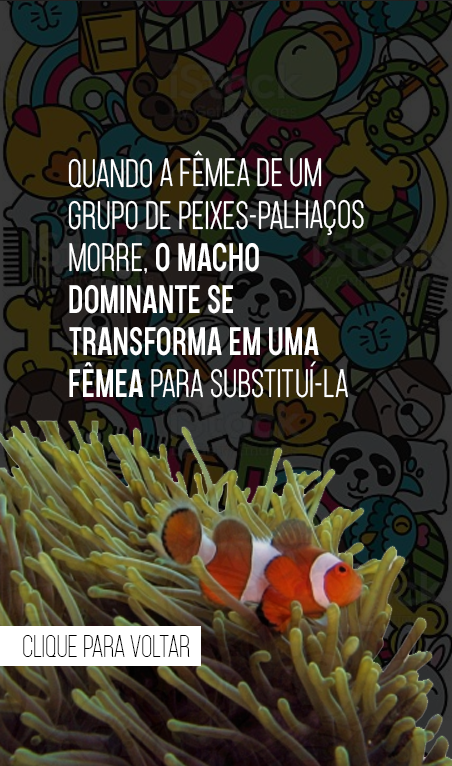 QUANDO A FÊMEA DE UM
GRUPO DE PEIXES-PALHAÇOS
MORRE, O MACHO
DOMINANTE SE
TRANSFORMA EM UMA
FÊMEA PARA SUBSTITUÍ-LA
CLIQUE PARA VOLTAR